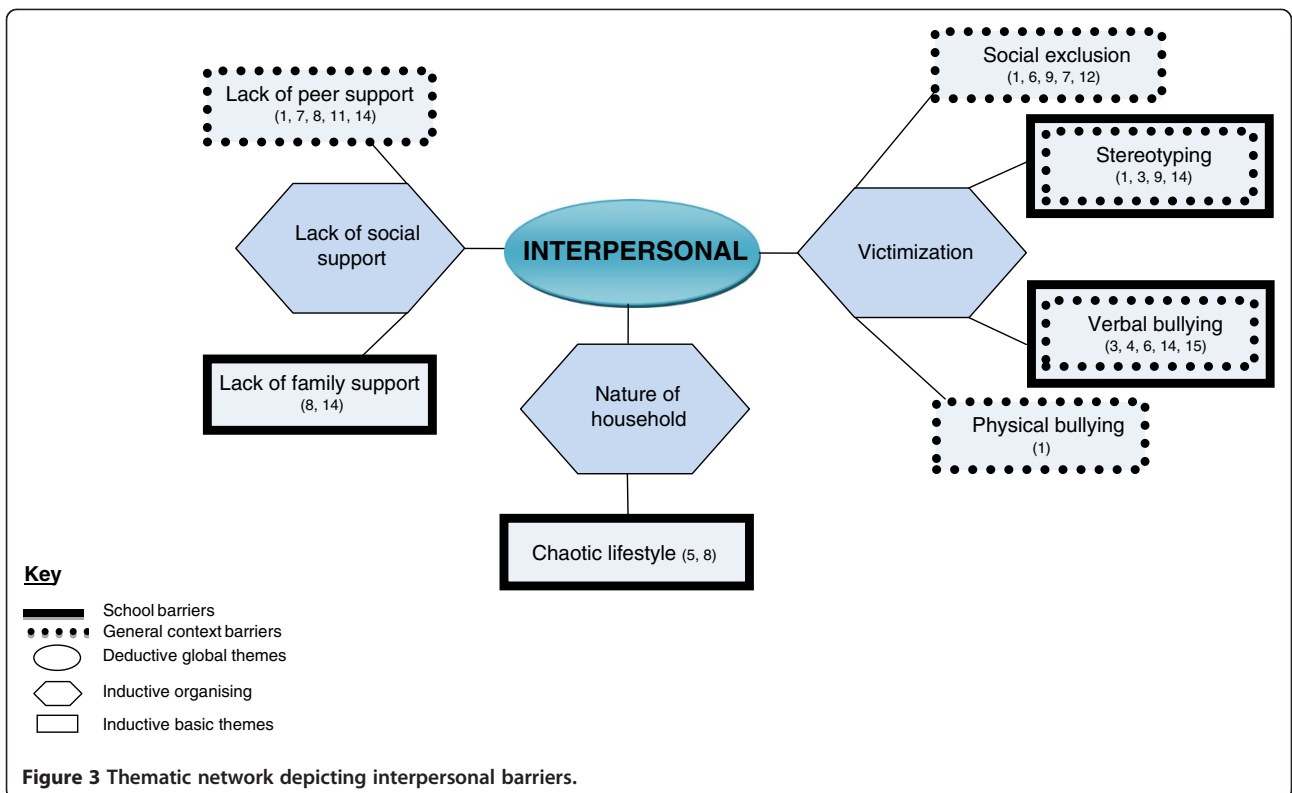 Social exclusion
(1, 6, 9, 7, 12)
Lack of peer support
(1, 7, 8, 11, 14)
Stereotyping
(1, 3, 9, 14)
Lack of social
support
INTERPERSONAL
Victimization
Verbal bullying
(3, 4, 6, 14, 15)
Lack of family support
(8, 14)
Nature of
household
Physical bullying
(1)
Chaotic lifestyle (5, 8)
Key
School barriers
General context barriers
Deductive global themes
Inductive organising
Inductive basic themes
Figure 3 Thematic network depicting interpersonal barriers.